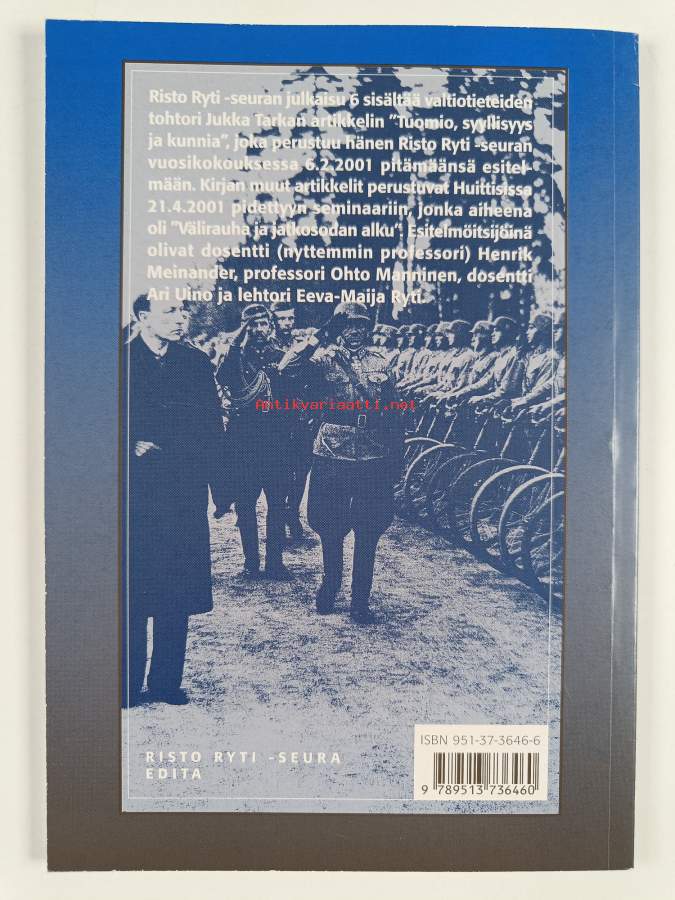 Risto Ryti -seuran julkaisu 6 sisältää valtiotieteiden
tohtori Jukka Tarkan artikkelin ”Tuomio, syyllisyys
ja kunnia”, joka perustuu hänen Risto Ryti -seuran
vuosikokouksessa 6.2.2001 pitämäänsä esitel-
mään. Kirjan muut artikkelit perustuvat Huittisissa
21.4.2001 pidettyyn seminaariin, jonka aiheena
oli ”Välirauha ja jatkosodan alku”. Esitelmöitsijöinä
olivat dosentti (nyttemmin professori) Henrik
Meinander, professori Ohto Manninen, dosentti
Ari Uino ja lehtori Eeva-Maija Ryti.
Antikvariaatti.net
ISBN 951-37-3646-6
9 789513 736460
RISTO RYTI -SEURA
EDITA